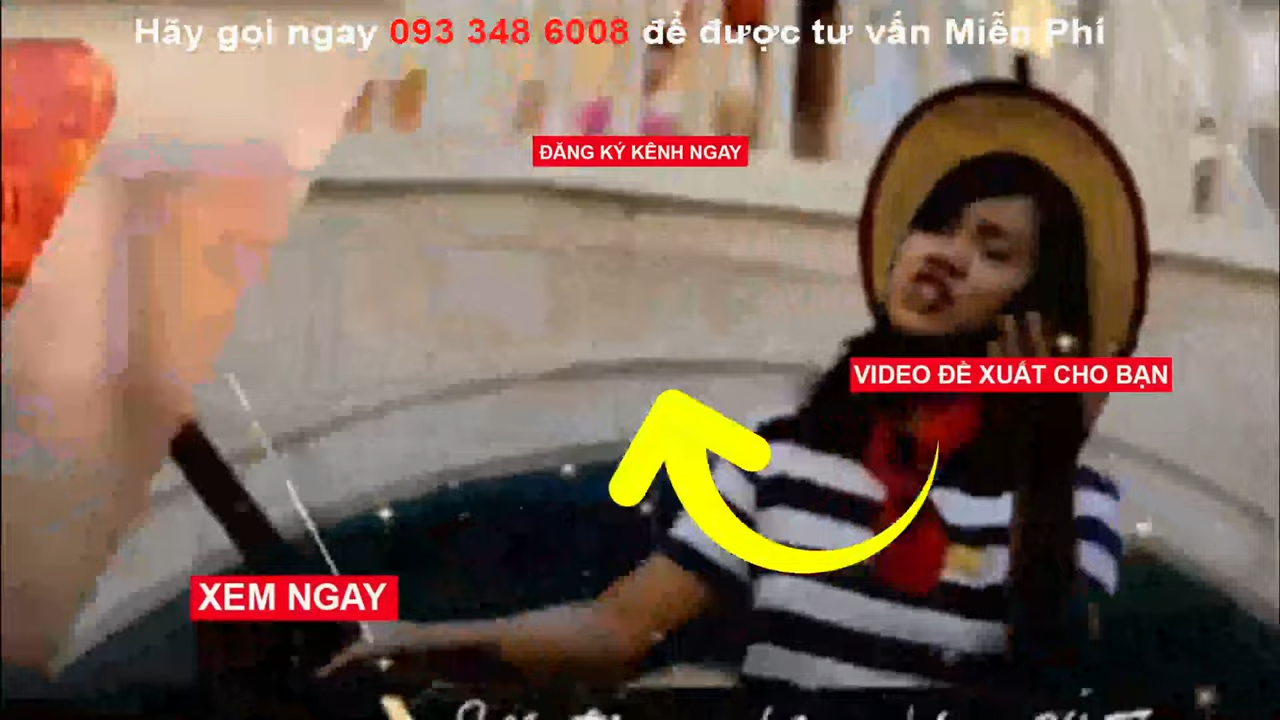 Hãy gọi ngay 093 348 6008 để được tư vấn Miễn Phí
ĐĂNG KÝ KÊNH NGAY
VIDEO ĐỀ XUẤT CHO BẠN
XEM NGAY